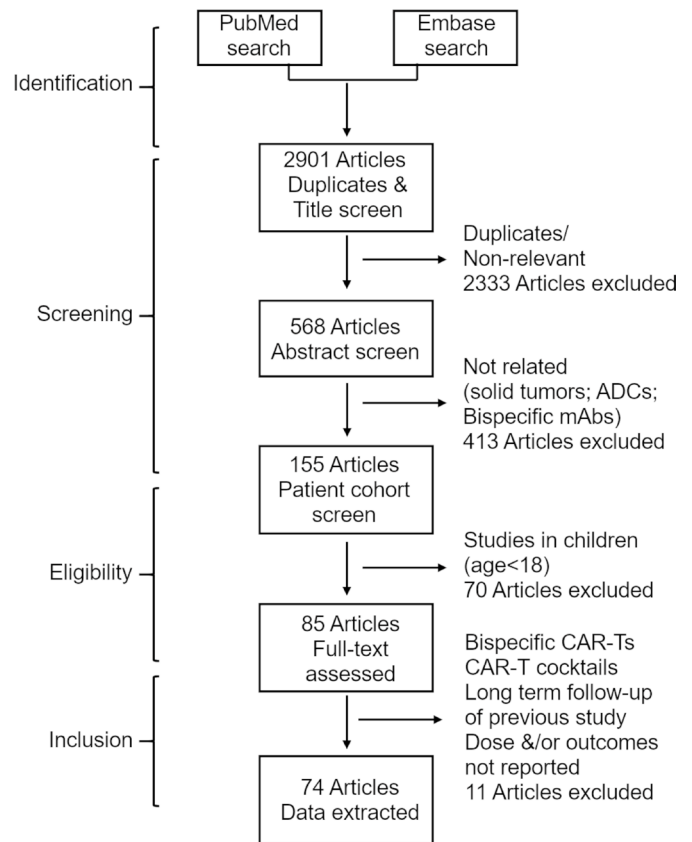 PubMed
search
Embase
search
Identification
2901 Articles
Duplicates &
Title screen
Duplicates/
Non-relevant
2333 Articles excluded
Screening
568 Articles
Abstract screen
Not related
(solid tumors; ADCs;
Bispecific mAbs)
413 Articles excluded
155 Articles
Patient cohort
screen
Studies in children
(age<18)
70 Articles excluded
Eligibility
85 Articles
Full-text
assessed
Bispecific CAR-Ts
CAR-T cocktails
Long term follow-up
of previous study
Dose &/or outcomes
not reported
11 Articles excluded
Inclusion
74 Articles
Data extracted